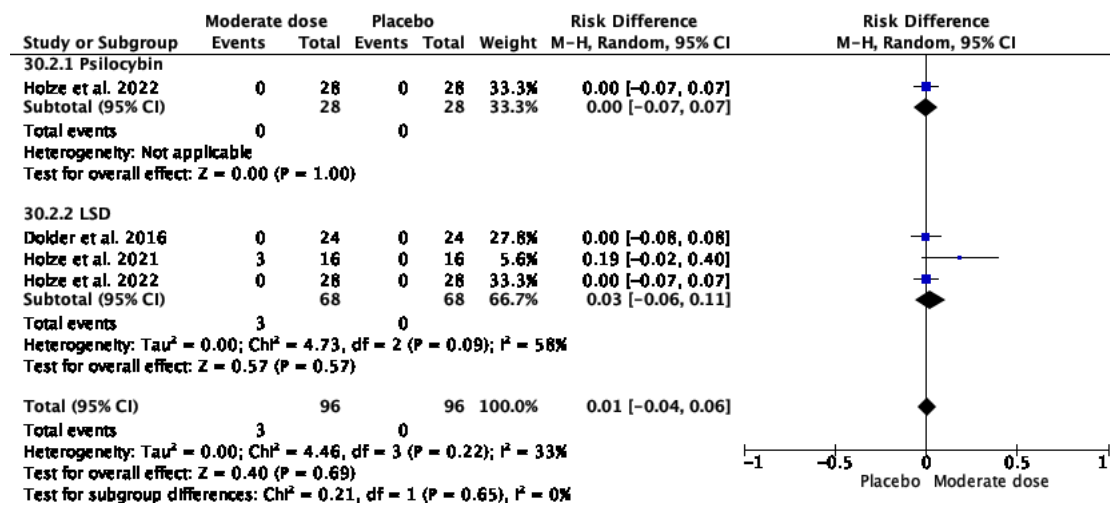 Moderate dose Placebo Risk Difference Risk Difference
Study or Subgroup Events Total Events Total Weight M-H, Random, 95% CI M-H, Random, 95% CI
30.2.1 Psilocybin
Holze et al. 2022 0 28 0 28 33.3% 0.00 [-0.07, 0.07]
Subtotal (95% CI) 28 28 33.3% 0.00 [-0.07, 0.07]
Total events 0 0
Heterogeneity: Not applicable
Test for overall effect: Z = 0.00 (P = 1.00)
30.2.2 LSD
Dolder et al. 2016 0 24 0 24 27.8% 0.00 [-0.08, 0.08]
Holze et al. 2021 3 16 0 16 5.6% 0.19 [-0.02, 0.40]
Holze et al. 2022 0 28 0 28 33.3% 0.00 [-0.07, 0.07]
Subtotal (95% CI) 68 68 66.7% 0.03 [-0.06, 0.11]
Total events 3 0
Heterogeneity: Tau² = 0.00; Chi² = 4.73, df = 2 (P = 0.09); I² = 58%
Test for overall effect: Z = 0.57 (P = 0.57)
Total (95% CI) 96 96 100.0% 0.01 [-0.04, 0.06]
Total events 3 0
Heterogeneity: Tau² = 0.00; Chi² = 4.46, df = 3 (P = 0.22); I² = 33%
Test for overall effect: Z = 0.40 (P = 0.69)
Test for subgroup differences: Chi² = 0.21, df = 1 (P = 0.65), I² = 0%
-1 -0.5 0 0.5 1
Placebo Moderate dose